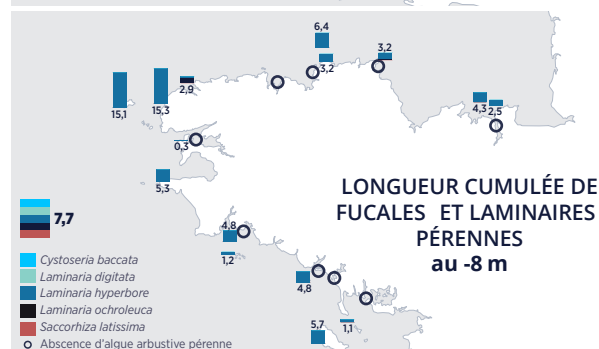 6,4
3,2
3,2
2,9
15,1
15,3
4,3
2,5
0,3
5,3
LONGUEUR CUMULÉE DE
FUCALES ET LAMINAIRES
PÉRENNES
au -8 m
7,7
4,8
1,2
4,8
5,7
1,1
Cystoseria baccata
Laminaria digitata
Laminaria hyperbore
Laminaria ochroleuca
Saccorhiza latissima
Abscence d'algue arbustive pérenne